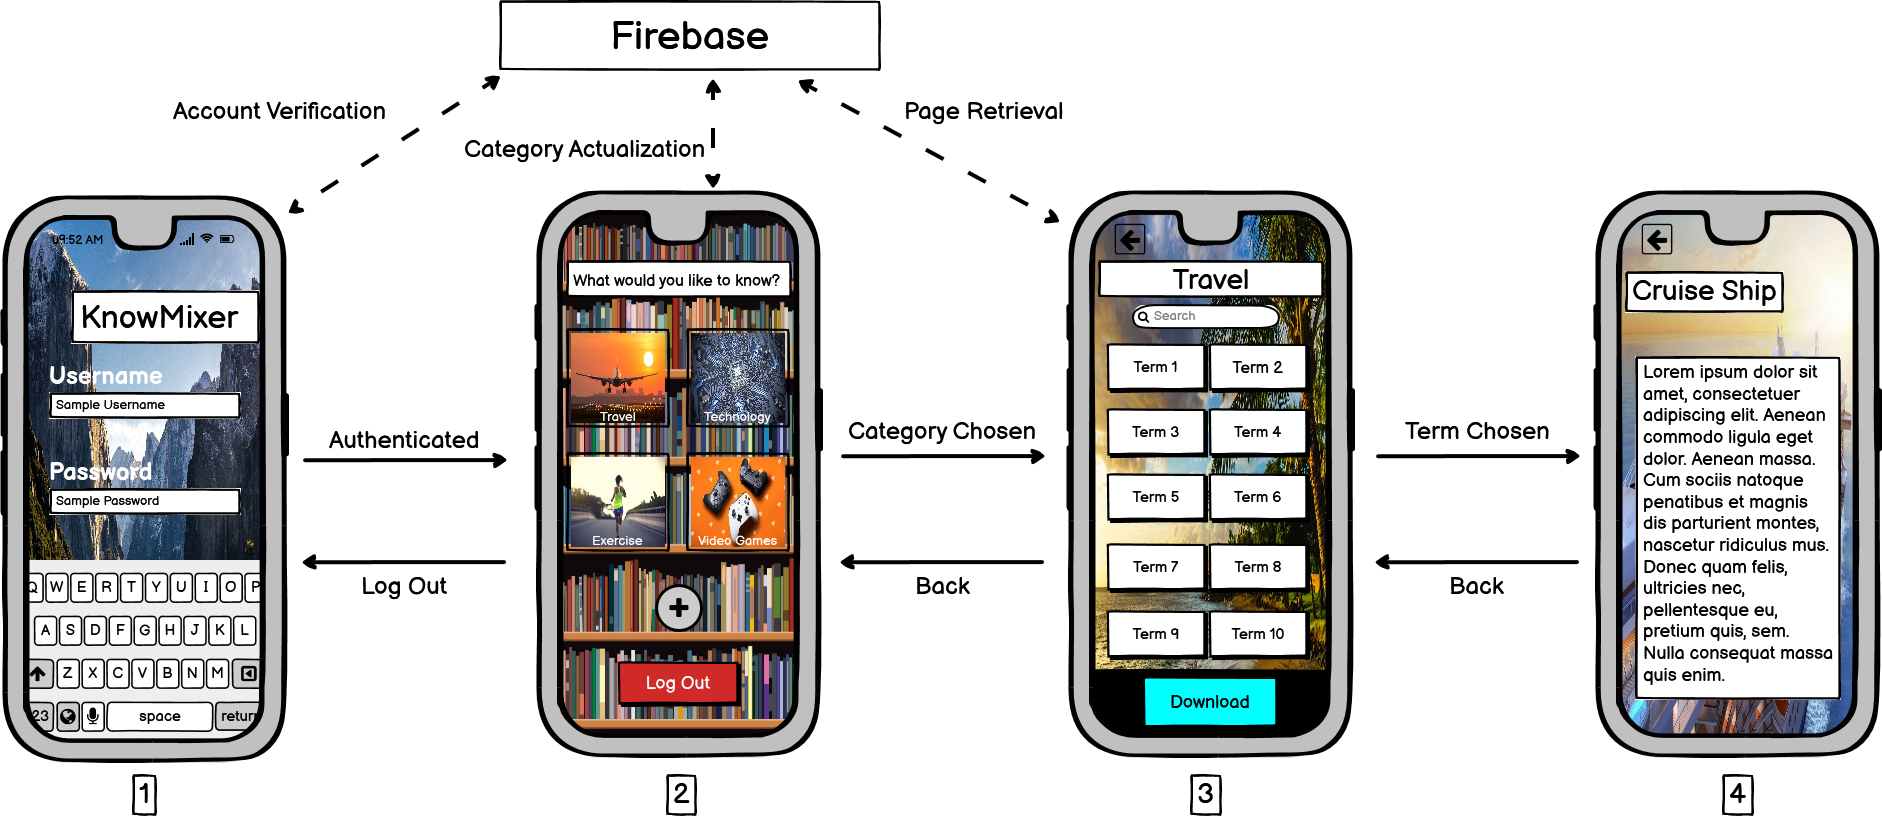 Firebase
Account Verification
Category Actualization
Page Retrieval
09:52 AM
KnowMixer
Username
Sample Username
Password
Sample Password
Q W E R T Y U I O P
A S D F G H J K L
Z X C V B N M
23 space return
1
Authenticated
Log Out
What would you like to know?
Travel Technology
Exercise Video Games
+
Log Out
2
Category Chosen
Back
Travel
Search
Term 1 Term 2
Term 3 Term 4
Term 5 Term 6
Term 7 Term 8
Term 9 Term 10
Download
3
Term Chosen
Back
Cruise Ship
Lorem ipsum dolor sit
amet, consectetuer
adipiscing elit. Aenean
commodo ligula eget
dolor. Aenean massa.
Cum sociis natoque
penatibus et magnis
dis parturient montes,
nascetur ridiculus mus.
Donec quam felis,
ultricies nec,
pellentesque eu,
pretium quis, sem.
Nulla consequat massa
quis enim.
4